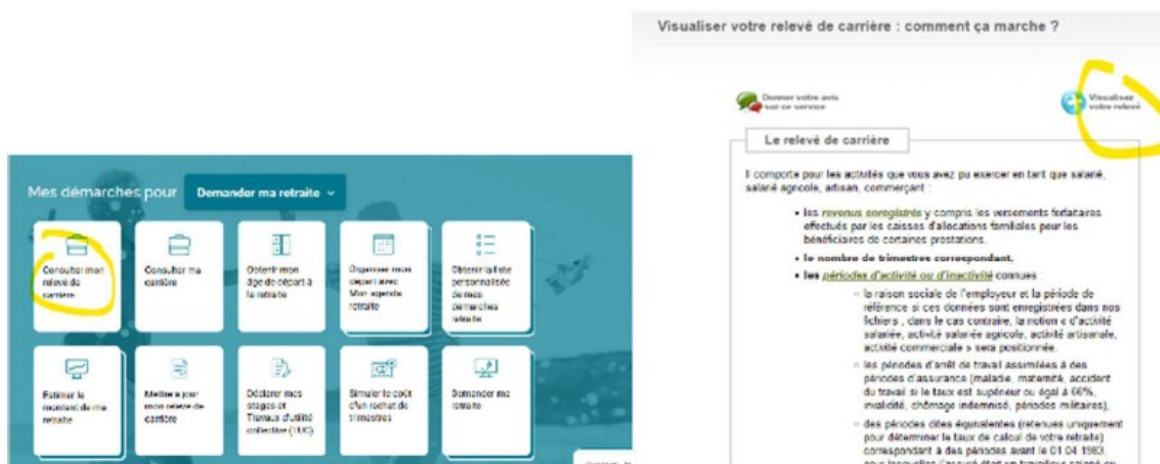 Visualiser votre relevé de carrière : comment ça marche ?
Donner votre avis
sur ce service
Visualisez
votre relevé
Le relevé de carrière
Il comporte pour les activités que vous avez pu exercer en tant que salarié,
salarié agricole, artisan, commerçant :
• les revenus enregistrés y compris les versements forfaitaires
effectués par les caisses d'allocations familiales pour les
bénéficiaires de certaines prestations.
• le nombre de trimestres correspondant.
• les périodes d'activité ou d'inactivité connues :
○ la raison sociale de l'employeur et la période de
référence si ces données sont enregistrées dans nos
fichiers , dans le cas contraire, la notion « d'activité
salariée, activité salariée agricole, activité artisanale,
activité commerciale » sera positionnée.
○ les périodes d'arrêt de travail assimilées à des
périodes d'assurance (maladie, maternité, accident
du travail si le taux est supérieur ou égal à 66%,
invalidité, chômage indemnisé, périodes militaires),
○ des périodes dites équivalentes (retenues uniquement
pour déterminer le taux de calcul de votre retraite)
correspondant à des périodes avant le 01 04 1983,
Mes démarches pour
Demander ma retraite
Consulter mon
relevé de
carrière
Consulter ma
carrière
Obtenir mon
âge de départ à
la retraite
Organiser mon
départ avec
Mon agenda
retraite
Obtenir la liste
personnalisée
de mes
démarches
retraite
Estimer le
montant de ma
retraite
Mettre à jour
mon relevé de
carrière
Déclarer mes
stages et
Travaux d'utilité
collective (TUC)
Simuler le coût
d'un rachat de
trimestres
Demander ma
retraite